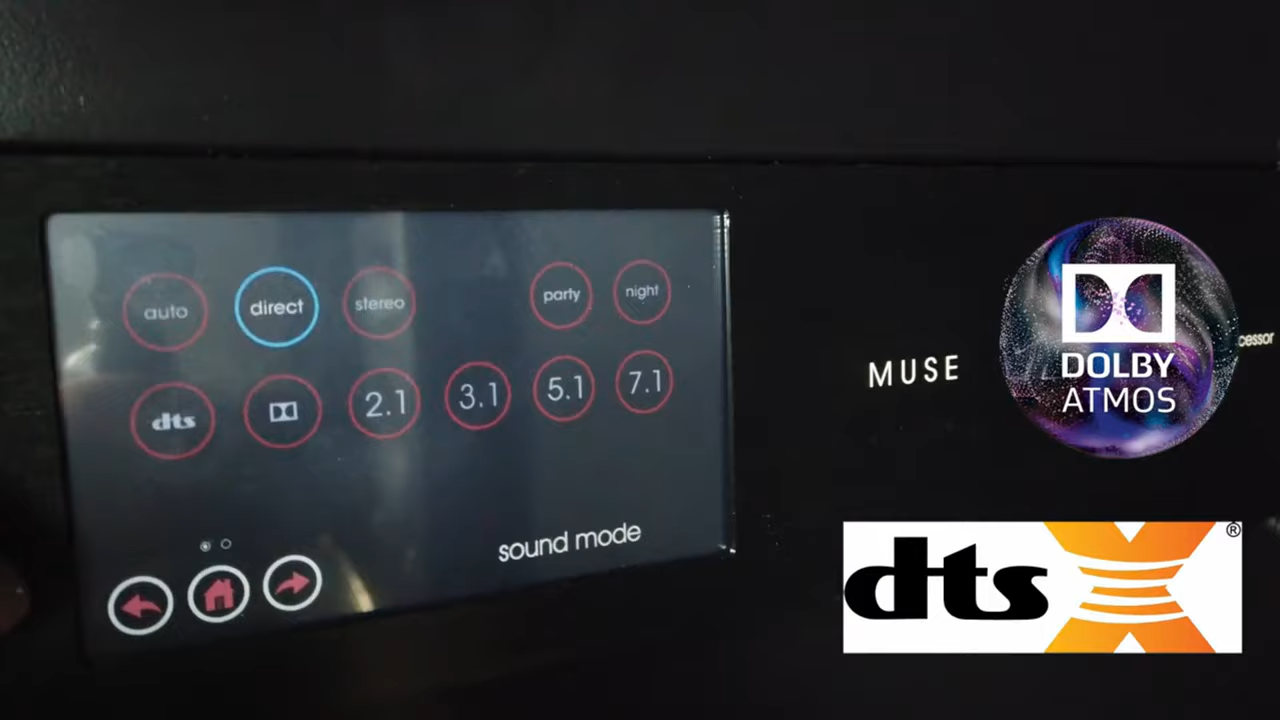 auto direct stereo party night
dts 2.1 3.1 5.1 7.1
sound mode
MUSE
DOLBY
ATMOS
cessor
dts X ®